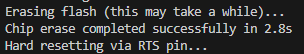 Erasing flash (this may take a while)...
Chip erase completed successfully in 2.8s
Hard resetting via RTS pin...